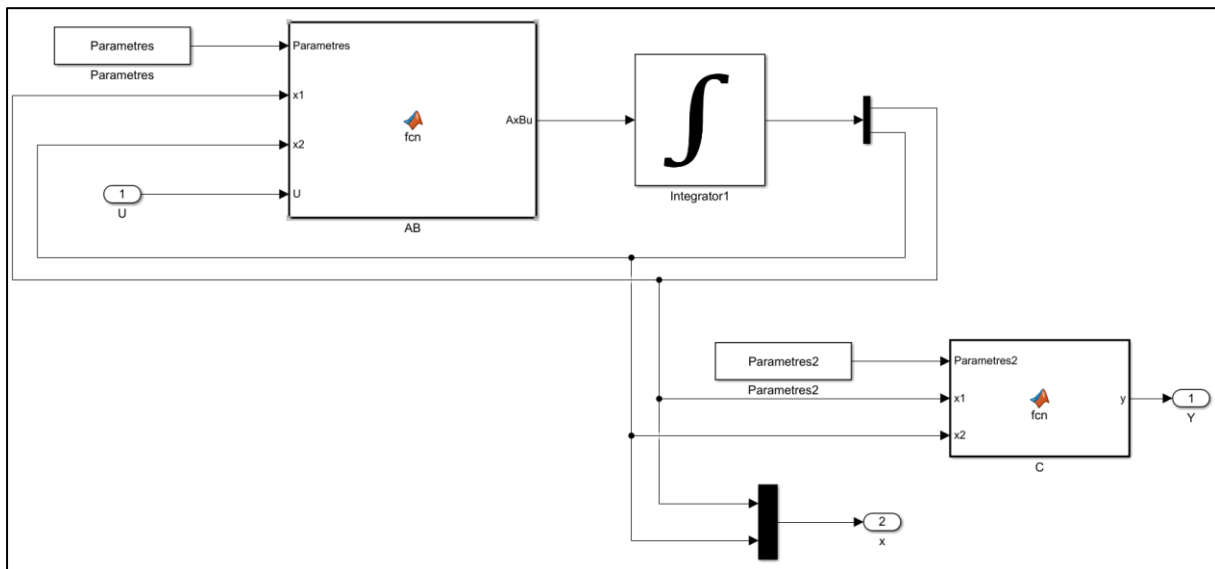 Parametres
Parametres
Parametres
x1
x2
U
fcn
AxBu
1
U
AB
Integrator1
Parametres2
Parametres2
Parametres2
x1
x2
fcn
y
C
1
Y
2
x